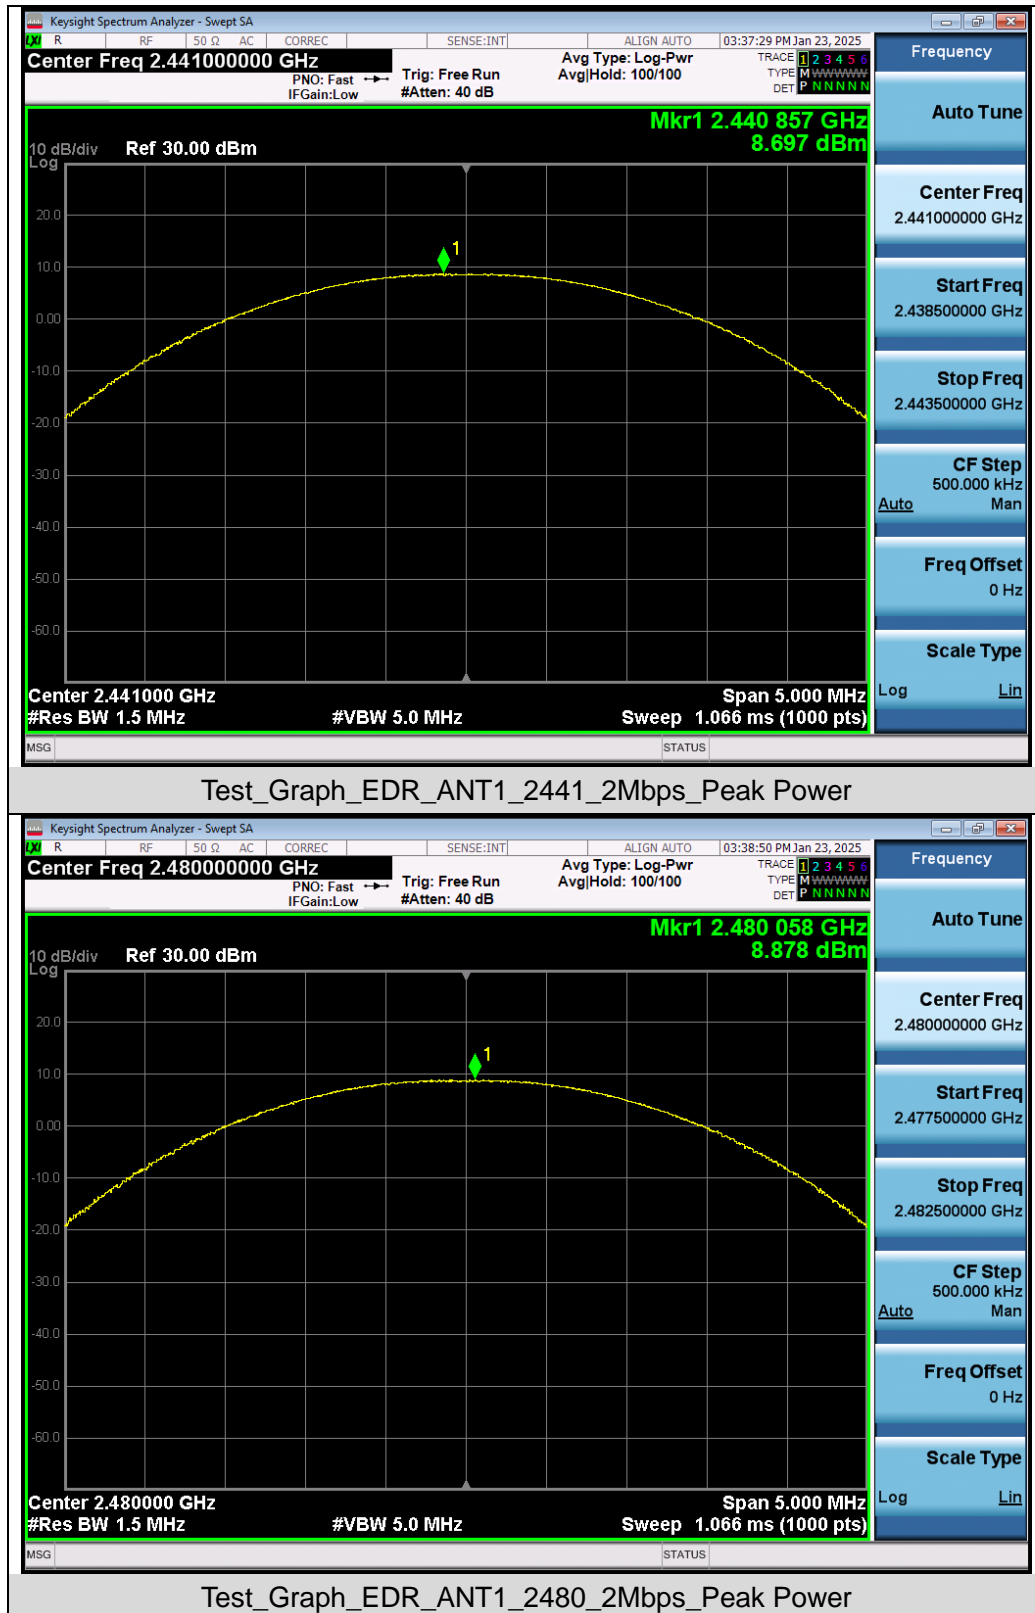 Keysight Spectrum Analyzer - Swept SA
LXI R RF 50 Ω AC CORREC SENSE:INT ALIGN AUTO 03:37:29 PM Jan 23, 2025
Center Freq 2.441000000 GHz
PNO: Fast
IFGain:Low
Trig: Free Run
#Atten: 40 dB
Avg Type: Log-Pwr
Avg|Hold: 100/100
TRACE 1 2 3 4 5 6
TYPE M WWWWW
DET P N N N N N
Mkr1 2.440 857 GHz
8.697 dBm
10 dB/div Ref 30.00 dBm
Log
20.0
10.0
0.00
-10.0
-20.0
-30.0
-40.0
-50.0
-60.0
1
Center 2.441000 GHz Span 5.000 MHz
#Res BW 1.5 MHz #VBW 5.0 MHz Sweep 1.066 ms (1000 pts)
MSG STATUS
Frequency
Auto Tune
Center Freq
2.441000000 GHz
Start Freq
2.438500000 GHz
Stop Freq
2.443500000 GHz
CF Step
500.000 kHz
Auto Man
Freq Offset
0 Hz
Scale Type
Log Lin
Test_Graph_EDR_ANT1_2441_2Mbps_Peak Power
Keysight Spectrum Analyzer - Swept SA
LXI R RF 50 Ω AC CORREC SENSE:INT ALIGN AUTO 03:38:50 PM Jan 23, 2025
Center Freq 2.480000000 GHz
PNO: Fast
IFGain:Low
Trig: Free Run
#Atten: 40 dB
Avg Type: Log-Pwr
Avg|Hold: 100/100
TRACE 1 2 3 4 5 6
TYPE M WWWWW
DET P N N N N N
Mkr1 2.480 058 GHz
8.878 dBm
10 dB/div Ref 30.00 dBm
Log
20.0
10.0
0.00
-10.0
-20.0
-30.0
-40.0
-50.0
-60.0
1
Center 2.480000 GHz Span 5.000 MHz
#Res BW 1.5 MHz #VBW 5.0 MHz Sweep 1.066 ms (1000 pts)
MSG STATUS
Frequency
Auto Tune
Center Freq
2.480000000 GHz
Start Freq
2.477500000 GHz
Stop Freq
2.482500000 GHz
CF Step
500.000 kHz
Auto Man
Freq Offset
0 Hz
Scale Type
Log Lin
Test_Graph_EDR_ANT1_2480_2Mbps_Peak Power